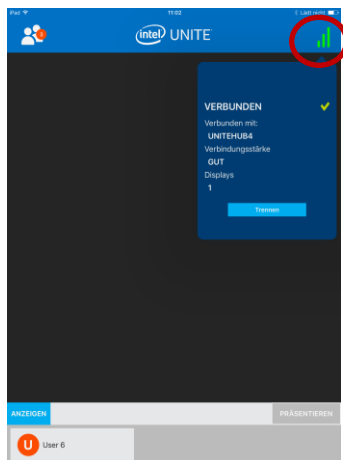 iPad
11:02
Lädt nicht
intel UNITE
VERBUNDEN
Verbunden mit:
UNITEHUB4
Verbindungsstärke
GUT
Displays
1
Trennen
ANZEIGEN
PRÄSENTIEREN
U User 6